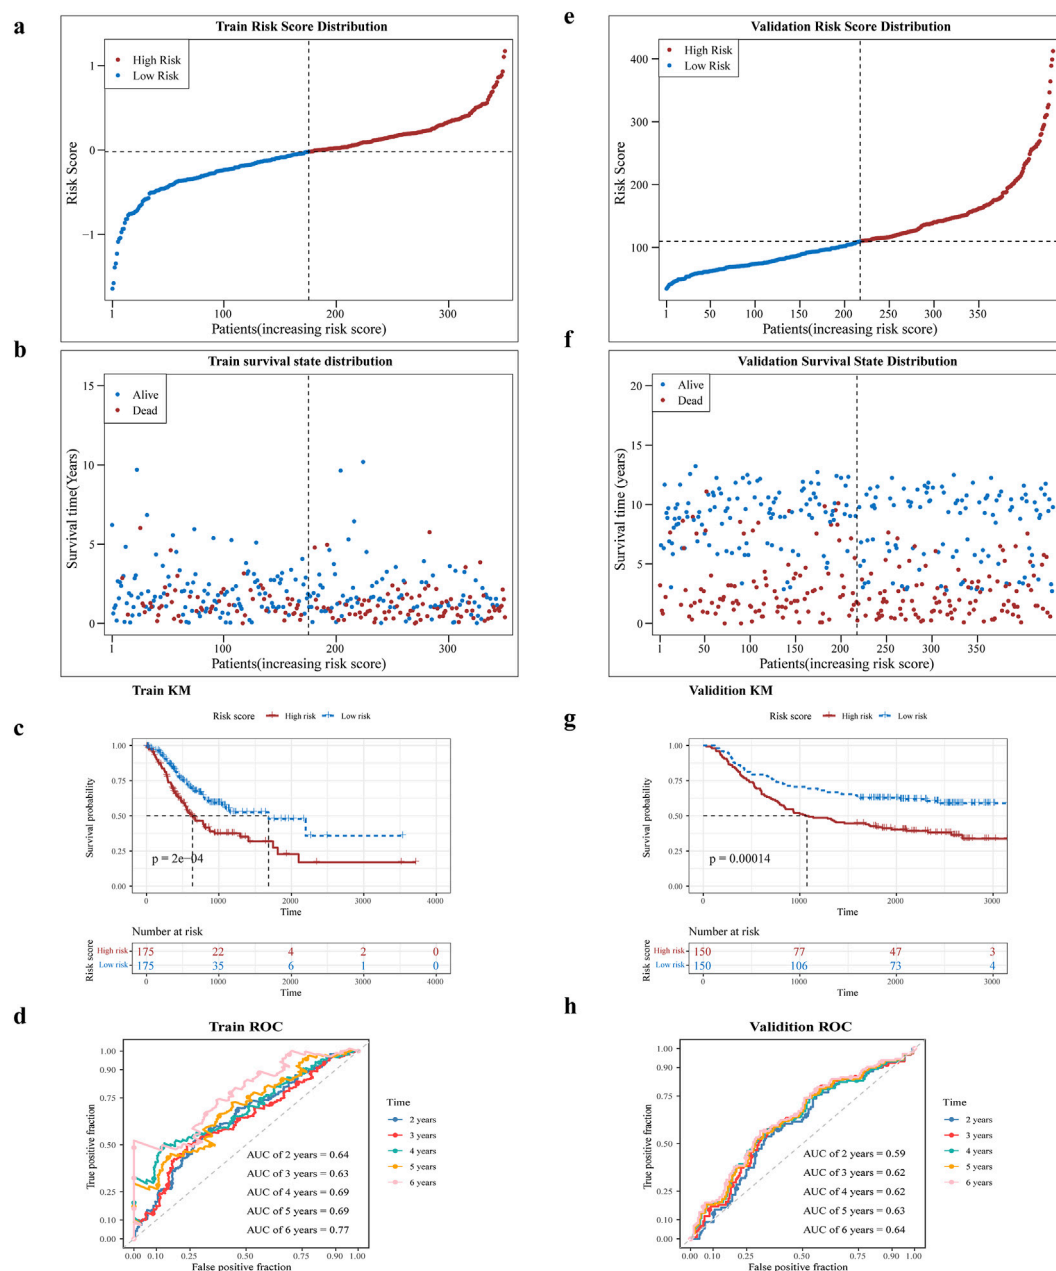 a
Train Risk Score Distribution
High Risk
Low Risk
1
0
−1
Risk Score
1
100
200
300
Patients(increasing risk score)
e
Validation Risk Score Distribution
High Risk
Low Risk
400
300
200
100
Risk Score
1
50
100
150
200
250
300
350
Patients(increasing risk score)
b
Train survival state distribution
Alive
Dead
15
10
5
0
Survival time(Years)
1
100
200
300
Patients(increasing risk score)
f
Validation Survival State Distribution
Alive
Dead
20
15
10
5
0
Survival time (years)
1
50
100
150
200
250
300
350
Patients(increasing risk score)
Train KM
c
Risk score
High risk
Low risk
1.00
0.75
0.50
0.25
0.00
Survival probability
p = 2e−04
0
1000
2000
3000
4000
Time
Number at risk
Risk score
High risk
175
22
4
2
0
Low risk
175
35
6
1
0
0
1000
2000
3000
4000
Time
Validition KM
g
Risk score
High risk
Low risk
1.00
0.75
0.50
0.25
0.00
Survival probability
p = 0.00014
0
1000
2000
3000
Time
Number at risk
Risk score
High risk
150
77
47
3
Low risk
150
106
73
4
0
1000
2000
3000
Time
d
Train ROC
1.00
0.90
0.75
0.50
0.25
0.10
0.00
True positive fraction
AUC of 2 years = 0.64
AUC of 3 years = 0.63
AUC of 4 years = 0.69
AUC of 5 years = 0.69
AUC of 6 years = 0.77
0.00
0.10
0.25
0.50
0.75
0.90
1.00
False positive fraction
Time
2 years
3 years
4 years
5 years
6 years
h
Validition ROC
1.00
0.90
0.75
0.50
0.25
0.10
0.00
True positive fraction
AUC of 2 years = 0.59
AUC of 3 years = 0.62
AUC of 4 years = 0.62
AUC of 5 years = 0.63
AUC of 6 years = 0.64
0.00
0.10
0.25
0.50
0.75
0.90
1.00
False positive fraction
Time
2 years
3 years
4 years
5 years
6 years